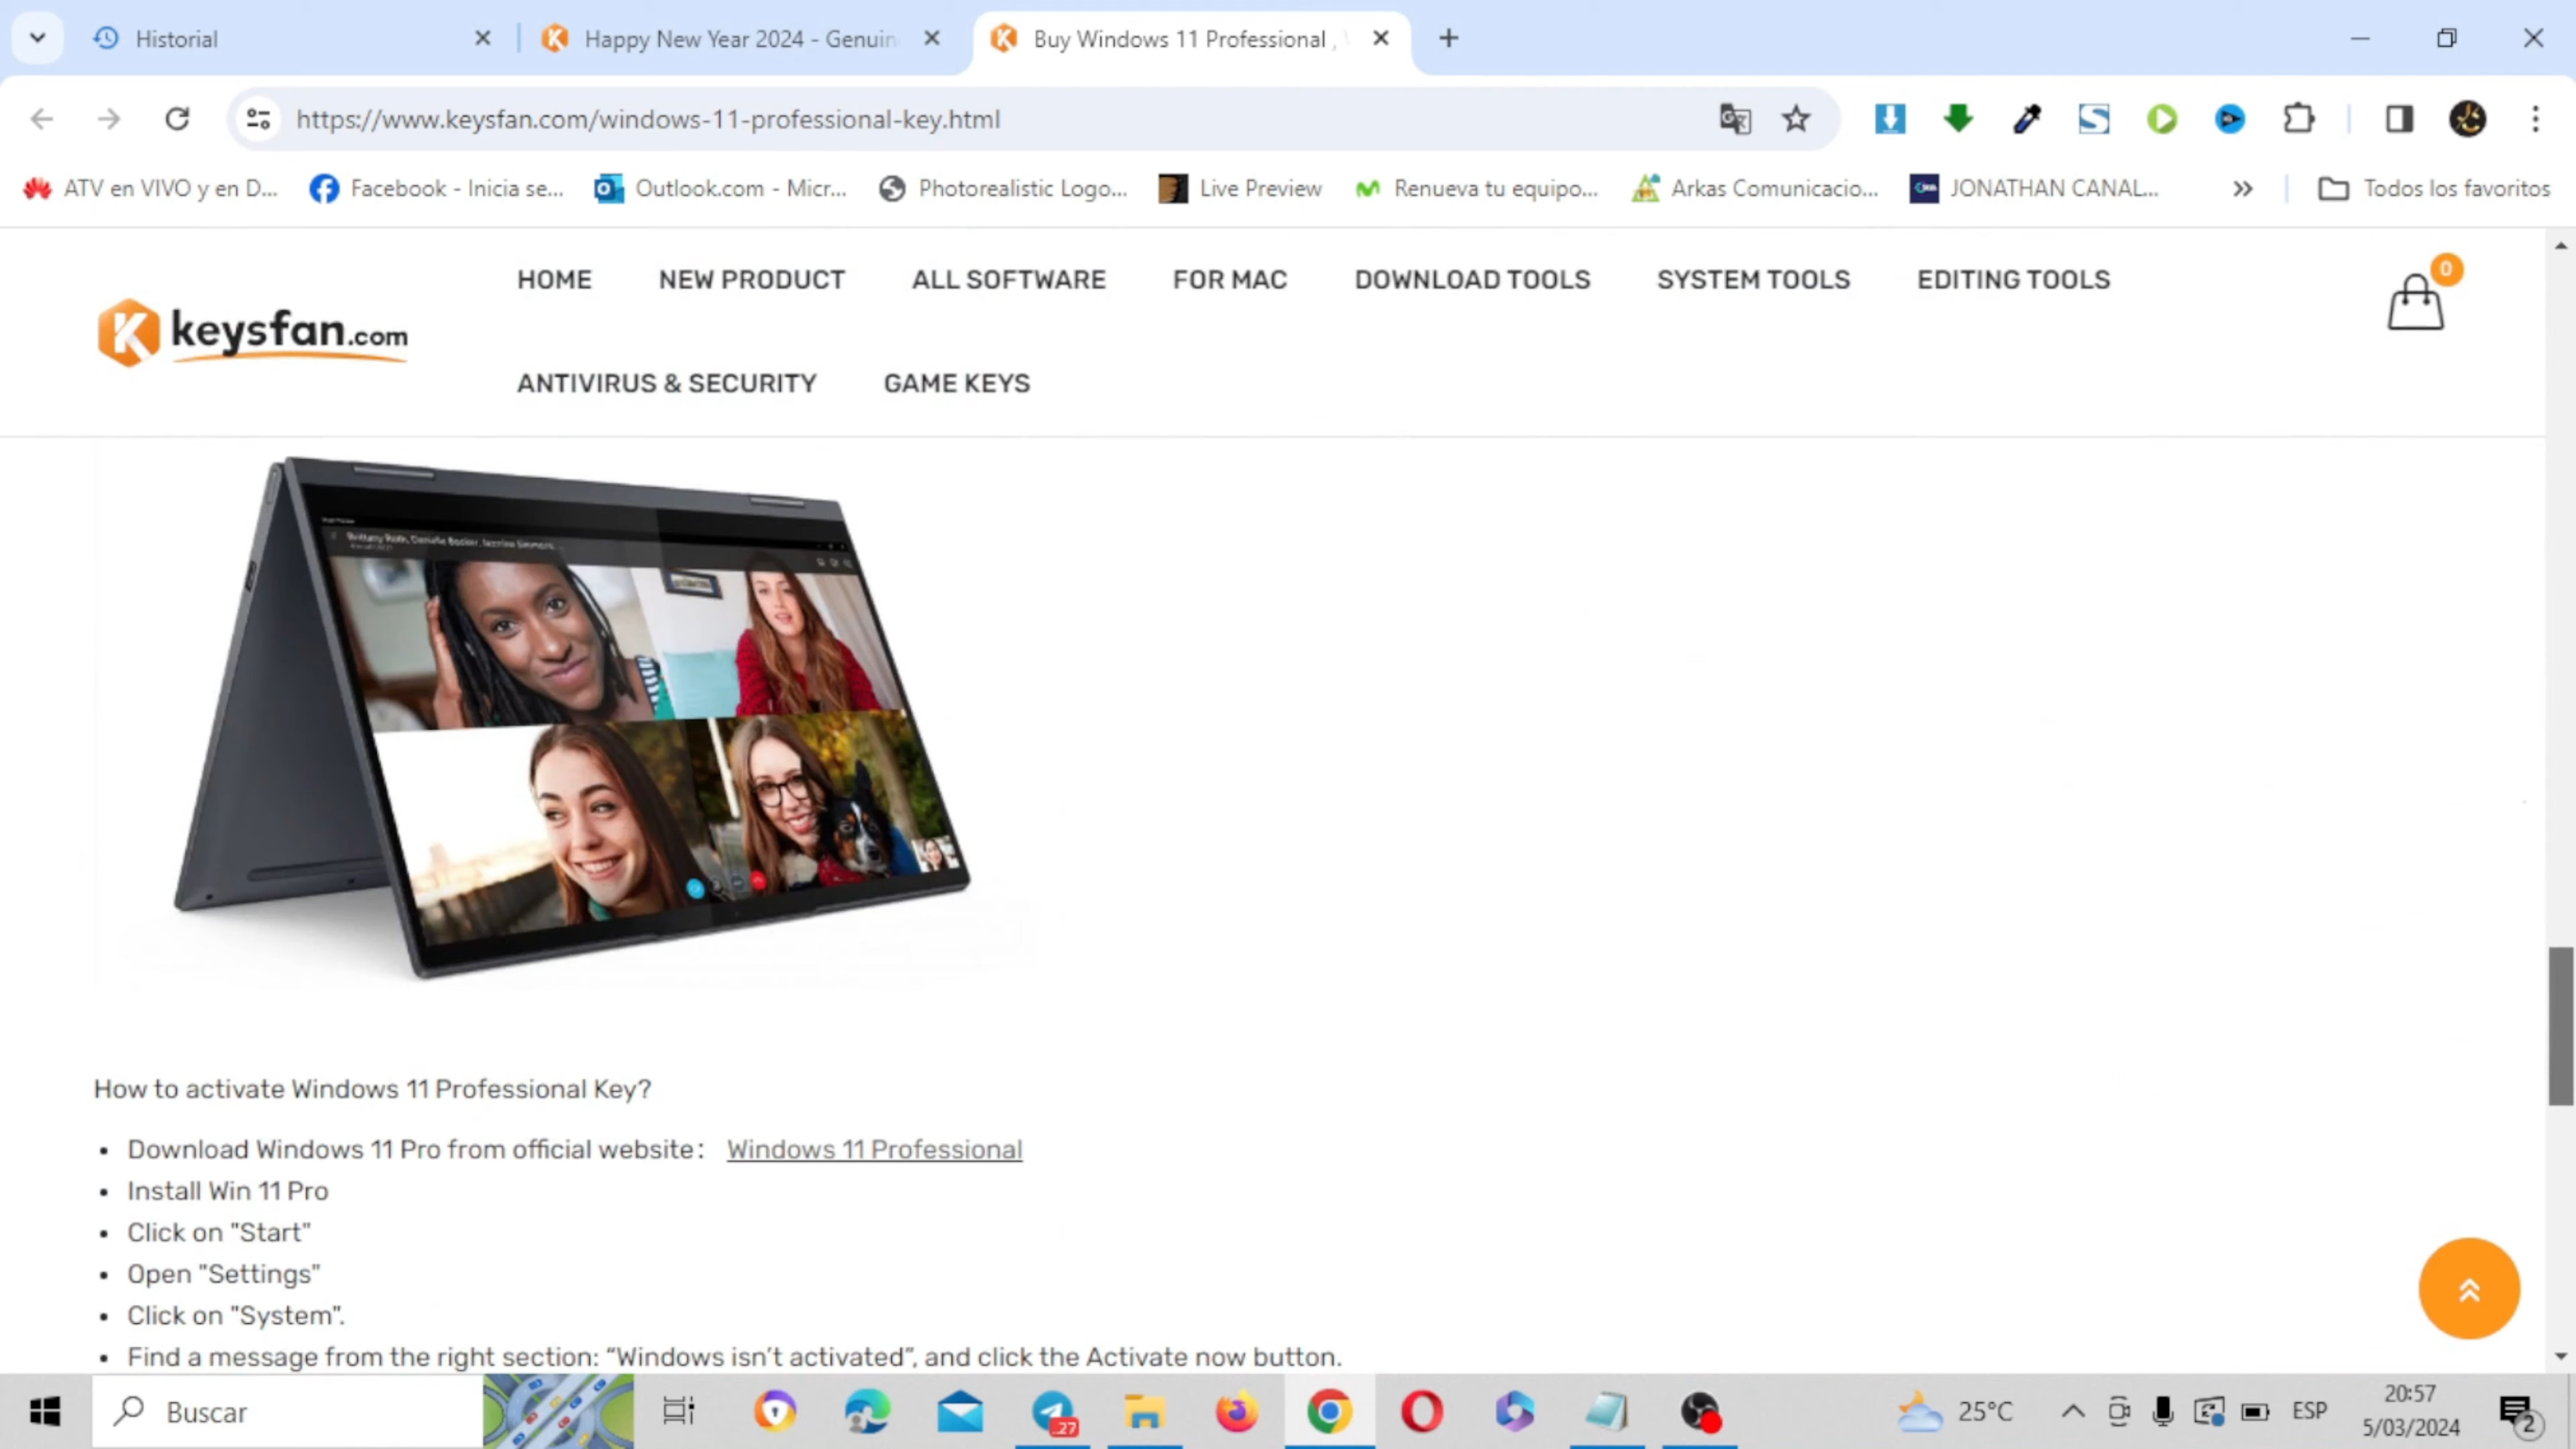 Historial
Happy New Year 2024 - Genuin
Buy Windows 11 Professional ,
https://www.keysfan.com/windows-11-professional-key.html
ATV en VIVO y en D...
Facebook - Inicia se...
Outlook.com - Micr...
Photorealistic Logo...
Live Preview
Renueva tu equipo...
Arkas Comunicacio...
JONATHAN CANAL...
Todos los favoritos
keysfan.com
HOME
NEW PRODUCT
ALL SOFTWARE
FOR MAC
DOWNLOAD TOOLS
SYSTEM TOOLS
EDITING TOOLS
0
ANTIVIRUS & SECURITY
GAME KEYS
How to activate Windows 11 Professional Key?
• Download Windows 11 Pro from official website： Windows 11 Professional
• Install Win 11 Pro
• Click on "Start"
• Open "Settings"
• Click on "System".
• Find a message from the right section: “Windows isn’t activated”, and click the Activate now button.
Buscar
27
25°C
ESP
20:57
5/03/2024
2